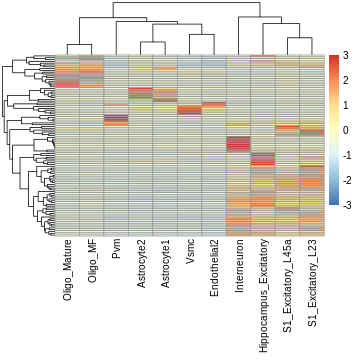 3
2
1
0
-1
-2
-3
Oligo_Mature
Oligo_MF
Pvm
Astrocyte2
Astrocyte1
Vsmc
Endothelial2
Interneuron
Hippocampus_Excitatory
S1_Excitatory_L45a
S1_Excitatory_L23